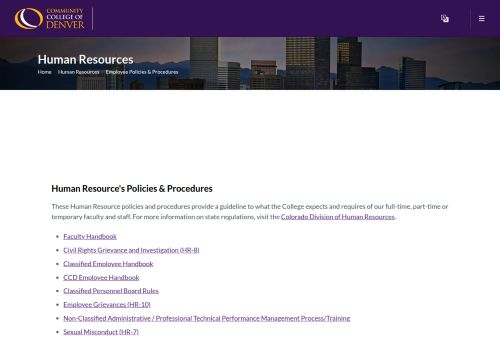 COMMUNITY
COLLEGE OF
DENVER
Human Resources
Home Human Resources Employee Policies & Procedures
Human Resource's Policies & Procedures
These Human Resource policies and procedures provide a guideline to what the College expects and requires of our full-time, part-time or
temporary faculty and staff. For more information on state regulations, visit the Colorado Division of Human Resources.
Faculty Handbook
Civil Rights Grievance and Investigation (HR-8)
Classified Employee Handbook
CCD Employee Handbook
Classified Personnel Board Rules
Employee Grievances (HR-10)
Non-Classified Administrative / Professional Technical Performance Management Process/Training
Sexual Misconduct (HR-7)